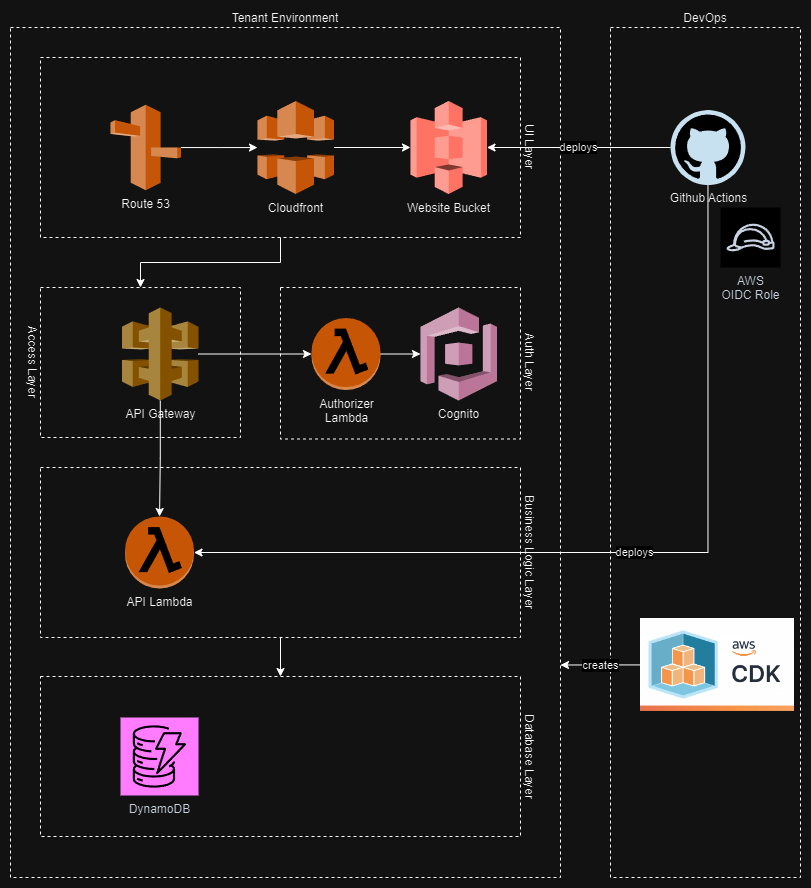 Tenant Environment
DevOps
UI Layer
Route 53
Cloudfront
Website Bucket
deploys
Github Actions
AWS
OIDC Role
Access Layer
API Gateway
Authorizer
Lambda
Cognito
Auth Layer
Business Logic Layer
API Lambda
deploys
creates
aws
CDK
Database Layer
DynamoDB